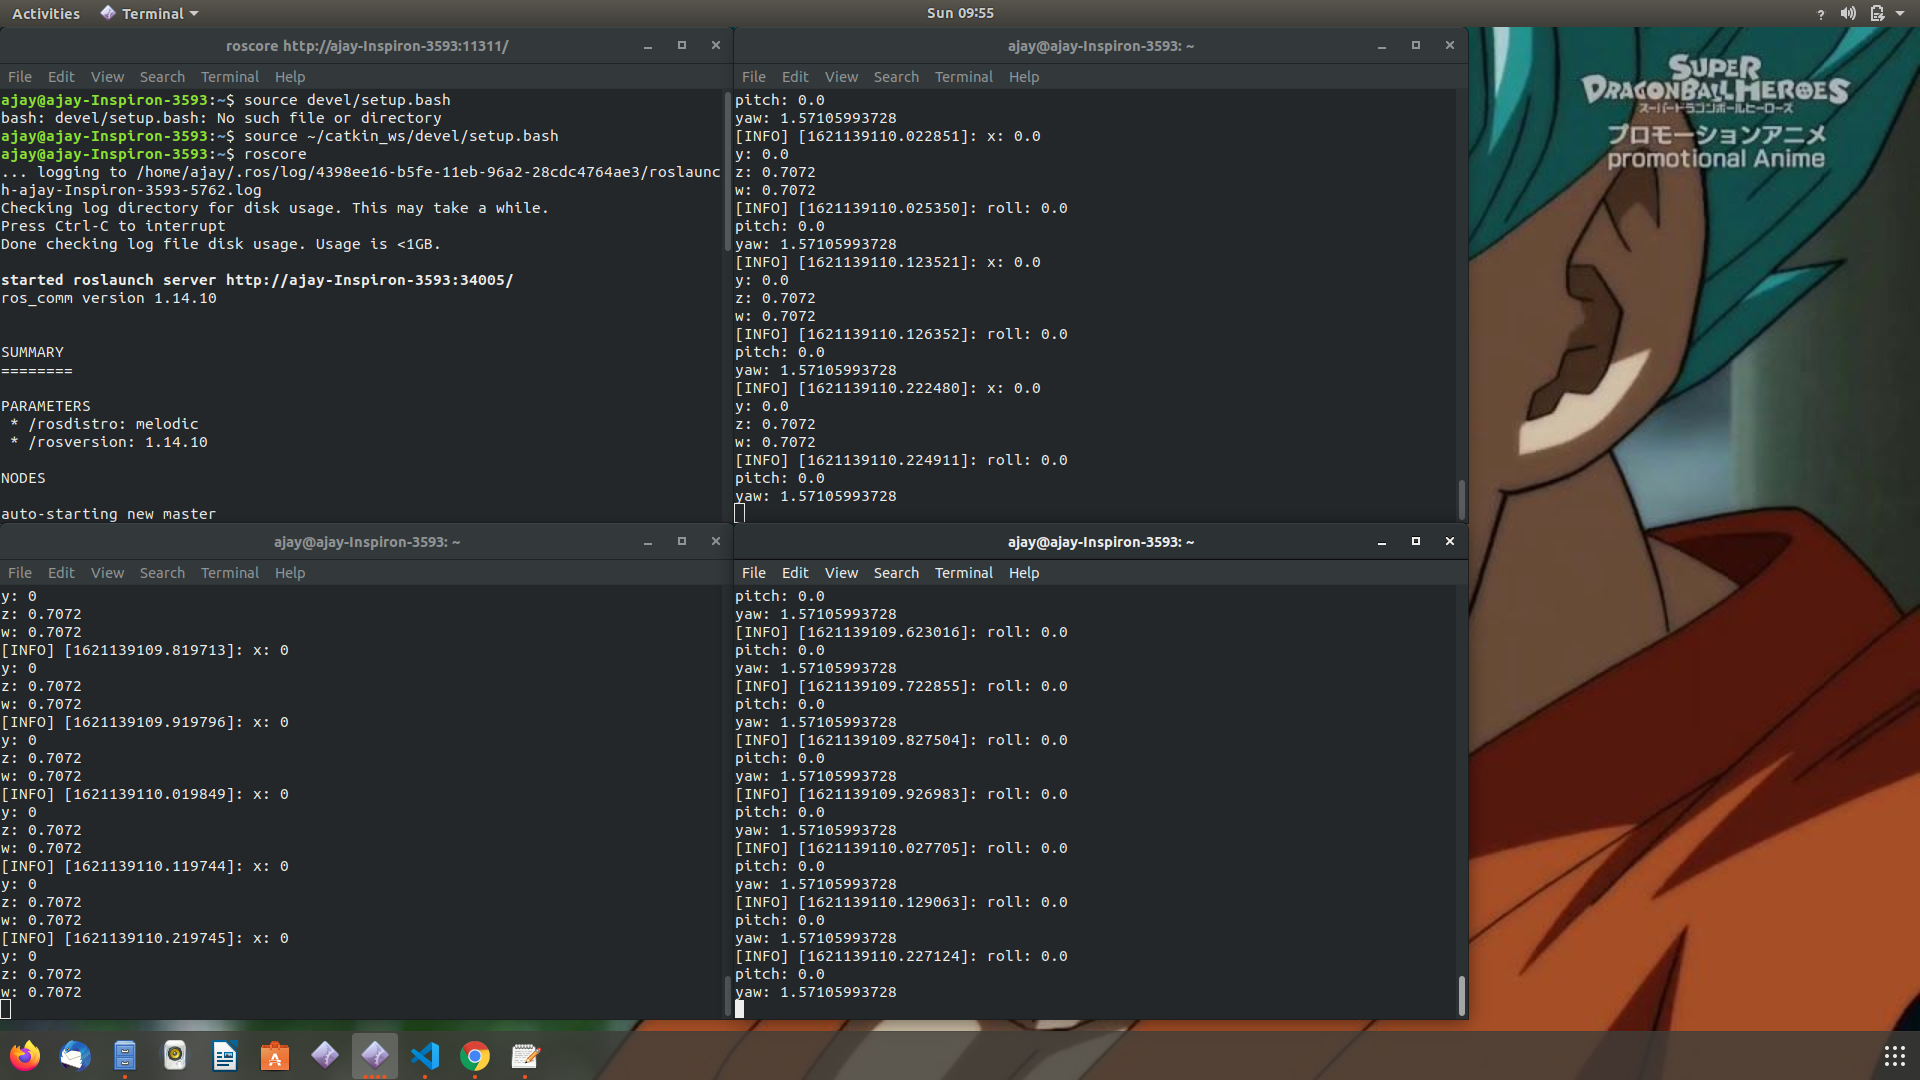 Activities Terminal Sun 09:55 ?
roscore http://ajay-Inspiron-3593:11311/
File Edit View Search Terminal Help
ajay@ajay-Inspiron-3593:~$ source devel/setup.bash
bash: devel/setup.bash: No such file or directory
ajay@ajay-Inspiron-3593:~$ source ~/catkin_ws/devel/setup.bash
ajay@ajay-Inspiron-3593:~$ roscore
... logging to /home/ajay/.ros/log/4398ee16-b5fe-11eb-96a2-28cdc4764ae3/roslaunc
h-ajay-Inspiron-3593-5762.log
Checking log directory for disk usage. This may take a while.
Press Ctrl-C to interrupt
Done checking log file disk usage. Usage is <1GB.
started roslaunch server http://ajay-Inspiron-3593:34005/
ros_comm version 1.14.10
SUMMARY
========
PARAMETERS
* /rosdistro: melodic
* /rosversion: 1.14.10
NODES
auto-starting new master
ajay@ajay-Inspiron-3593: ~
File Edit View Search Terminal Help
pitch: 0.0
yaw: 1.57105993728
[INFO] [1621139110.022851]: x: 0.0
y: 0.0
z: 0.7072
w: 0.7072
[INFO] [1621139110.025350]: roll: 0.0
pitch: 0.0
yaw: 1.57105993728
[INFO] [1621139110.123521]: x: 0.0
y: 0.0
z: 0.7072
w: 0.7072
[INFO] [1621139110.126352]: roll: 0.0
pitch: 0.0
yaw: 1.57105993728
[INFO] [1621139110.222480]: x: 0.0
y: 0.0
z: 0.7072
w: 0.7072
[INFO] [1621139110.224911]: roll: 0.0
pitch: 0.0
yaw: 1.57105993728
SUPER
DRAGONBALL HEROES
スーパードラゴンボールヒーローズ
プロモーションアニメ
promotional Anime
ajay@ajay-Inspiron-3593: ~
File Edit View Search Terminal Help
y: 0
z: 0.7072
w: 0.7072
[INFO] [1621139109.819713]: x: 0
y: 0
z: 0.7072
w: 0.7072
[INFO] [1621139109.919796]: x: 0
y: 0
z: 0.7072
w: 0.7072
[INFO] [1621139110.019849]: x: 0
y: 0
z: 0.7072
w: 0.7072
[INFO] [1621139110.119744]: x: 0
y: 0
z: 0.7072
w: 0.7072
[INFO] [1621139110.219745]: x: 0
y: 0
z: 0.7072
w: 0.7072
ajay@ajay-Inspiron-3593: ~
File Edit View Search Terminal Help
pitch: 0.0
yaw: 1.57105993728
[INFO] [1621139109.623016]: roll: 0.0
pitch: 0.0
yaw: 1.57105993728
[INFO] [1621139109.722855]: roll: 0.0
pitch: 0.0
yaw: 1.57105993728
[INFO] [1621139109.827504]: roll: 0.0
pitch: 0.0
yaw: 1.57105993728
[INFO] [1621139109.926983]: roll: 0.0
pitch: 0.0
yaw: 1.57105993728
[INFO] [1621139110.027705]: roll: 0.0
pitch: 0.0
yaw: 1.57105993728
[INFO] [1621139110.129063]: roll: 0.0
pitch: 0.0
yaw: 1.57105993728
[INFO] [1621139110.227124]: roll: 0.0
pitch: 0.0
yaw: 1.57105993728